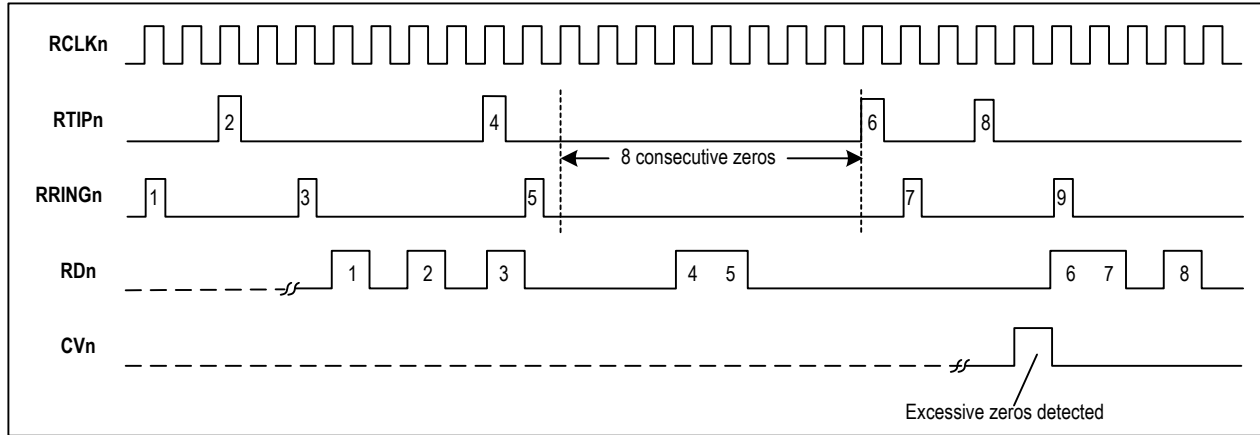 RCLKn
RTIPn
2
4
6
8
8 consecutive zeros
RRINGn
1
3
5
7
9
RDn
1
2
3
4 5
6 7
8
CVn
Excessive zeros detected